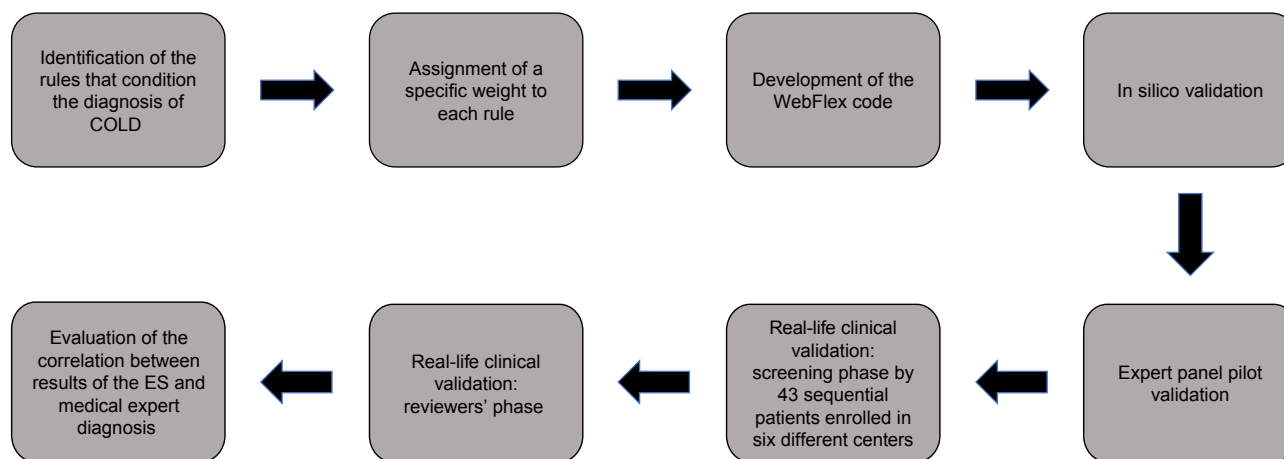 Identification of the
rules that condition
the diagnosis of
COLD
Assignment of a
specific weight to
each rule
Development of the
WebFlex code
In silico validation
Expert panel pilot
validation
Real-life clinical
validation:
screening phase by
43 sequential
patients enrolled in
six different centers
Real-life clinical
validation:
reviewers’ phase
Evaluation of the
correlation between
results of the ES and
medical expert
diagnosis